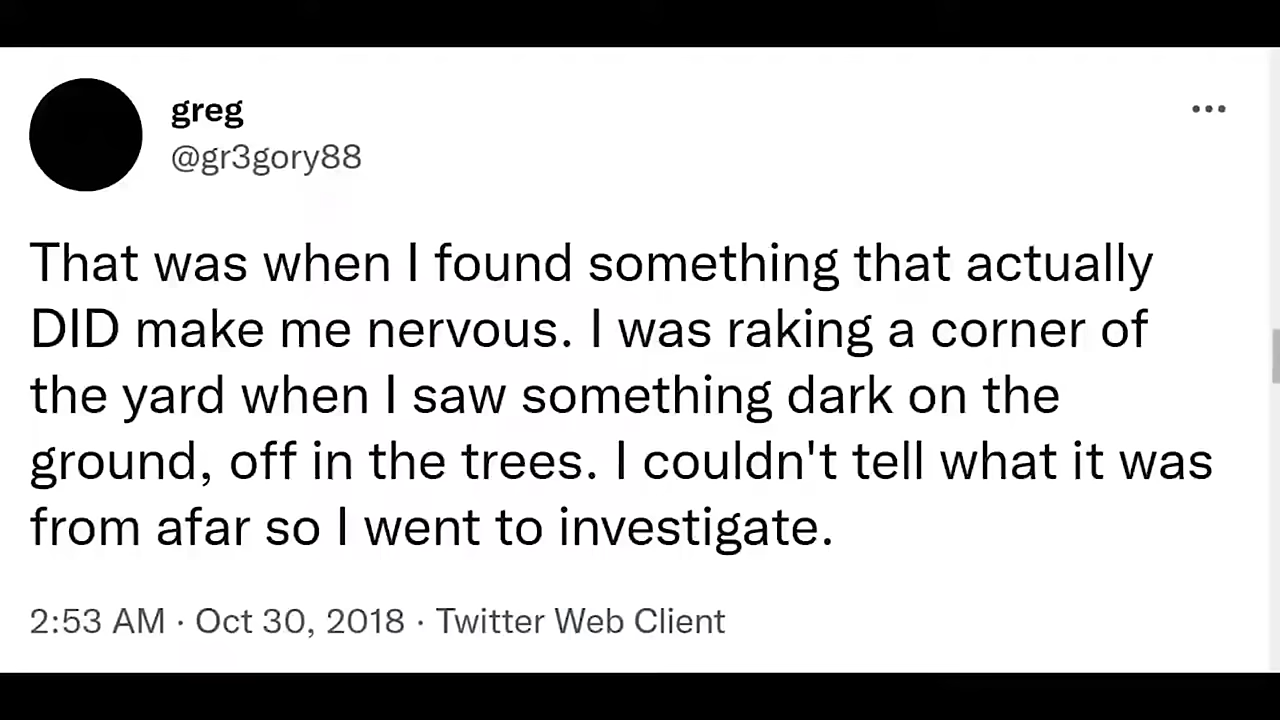 greg
@gr3gory88
That was when I found something that actually
DID make me nervous. I was raking a corner of
the yard when I saw something dark on the
ground, off in the trees. I couldn't tell what it was
from afar so I went to investigate.
2:53 AM · Oct 30, 2018 · Twitter Web Client